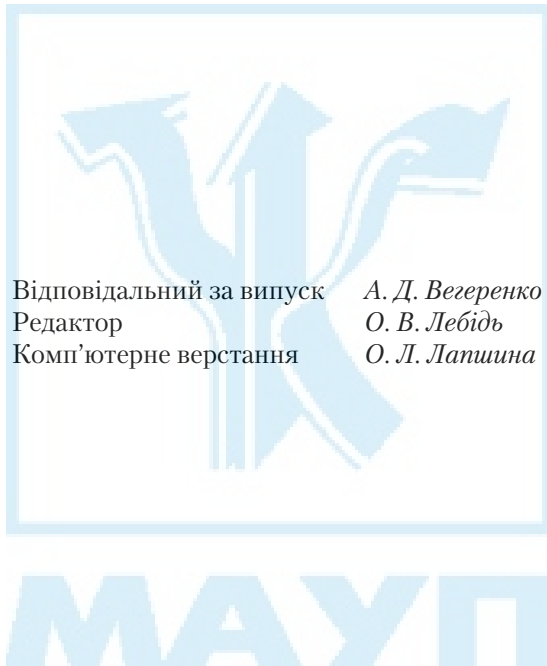 Відповідальний за випуск А. Д. Вегеренко
Редактор О. В. Лебідь
Комп’ютерне верстання О. Л. Лапшина
МАУП